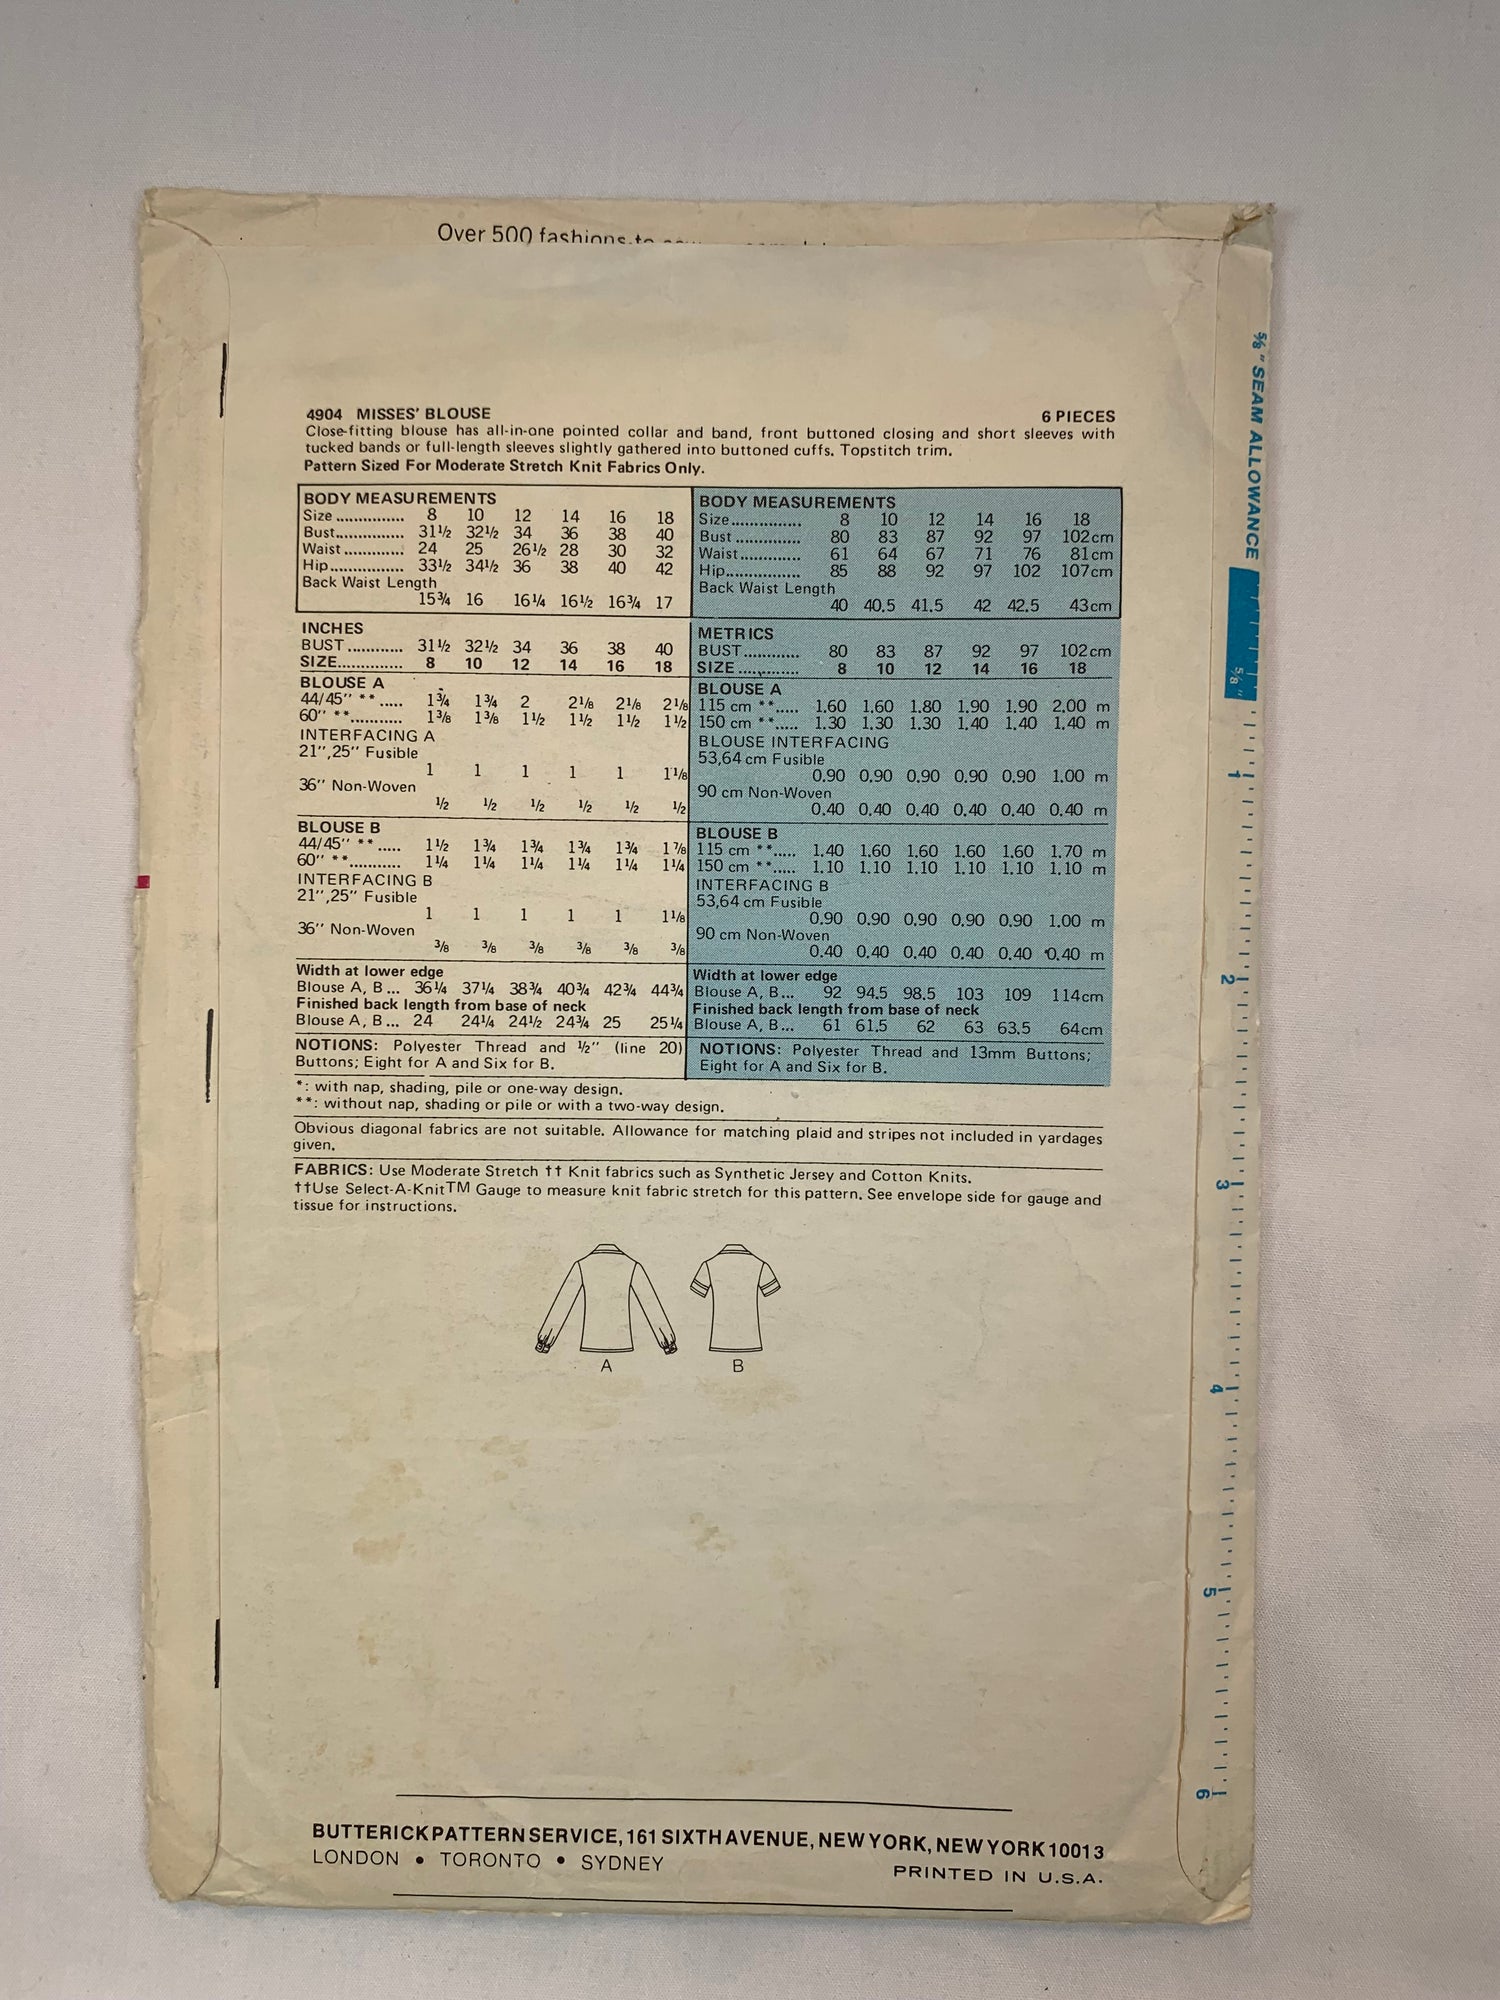 Over 500 fashions to
4904 MISSES' BLOUSE 6 PIECES
Close-fitting blouse has all-in-one pointed collar and band, front buttoned closing and short sleeves with
tucked bands or full-length sleeves slightly gathered into buttoned cuffs. Topstitch trim.
Pattern Sized For Moderate Stretch Knit Fabrics Only.
BODY MEASUREMENTS
Size............... 8 10 12 14 16 18
Bust............... 31½ 32½ 34 36 38 40
Waist............. 24 25 26½ 28 30 32
Hip................ 33½ 34½ 36 38 40 42
Back Waist Length
15¾ 16 16¼ 16½ 16¾ 17
INCHES
BUST............ 31½ 32½ 34 36 38 40
SIZE.............. 8 10 12 14 16 18
BLOUSE A
44/45'' **..... 1¾ 1¾ 2 2⅛ 2⅛ 2⅛
60'' **........... 1⅜ 1⅜ 1½ 1½ 1½ 1½
INTERFACING A
21'',25'' Fusible
1 1 1 1 1 1⅛
36'' Non-Woven
½ ½ ½ ½ ½ ½
BLOUSE B
44/45'' **..... 1½ 1¾ 1¾ 1¾ 1¾ 1⅞
60'' **........... 1¼ 1¼ 1¼ 1¼ 1¼ 1¼
INTERFACING B
21'',25'' Fusible
1 1 1 1 1 1⅛
36'' Non-Woven
⅜ ⅜ ⅜ ⅜ ⅜ ⅜
Width at lower edge
Blouse A, B... 36¼ 37¼ 38¾ 40¾ 42¾ 44¾
Finished back length from base of neck
Blouse A, B... 24 24¼ 24½ 24¾ 25 25¼
NOTIONS: Polyester Thread and ½'' (line 20)
Buttons; Eight for A and Six for B.
BODY MEASUREMENTS
Size................ 8 10 12 14 16 18
Bust............... 80 83 87 92 97 102cm
Waist............. 61 64 67 71 76 81cm
Hip................. 85 88 92 97 102 107cm
Back Waist Length
40 40.5 41.5 42 42.5 43cm
METRICS
BUST............ 80 83 87 92 97 102cm
SIZE............. 8 10 12 14 16 18
BLOUSE A
115 cm **..... 1.60 1.60 1.80 1.90 1.90 2.00 m
150 cm **..... 1.30 1.30 1.30 1.40 1.40 1.40 m
BLOUSE INTERFACING
53,64 cm Fusible
0.90 0.90 0.90 0.90 0.90 1.00 m
90 cm Non-Woven
0.40 0.40 0.40 0.40 0.40 0.40 m
BLOUSE B
115 cm **..... 1.40 1.60 1.60 1.60 1.60 1.70 m
150 cm **..... 1.10 1.10 1.10 1.10 1.10 1.10 m
INTERFACING B
53,64 cm Fusible
0.90 0.90 0.90 0.90 0.90 1.00 m
90 cm Non-Woven
0.40 0.40 0.40 0.40 0.40 0.40 m
Width at lower edge
Blouse A, B... 92 94.5 98.5 103 109 114cm
Finished back length from base of neck
Blouse A, B... 61 61.5 62 63 63.5 64cm
NOTIONS: Polyester Thread and 13mm Buttons;
Eight for A and Six for B.
*: with nap, shading, pile or one-way design.
**: without nap, shading or pile or with a two-way design.
Obvious diagonal fabrics are not suitable. Allowance for matching plaid and stripes not included in yardages
given.
FABRICS: Use Moderate Stretch †† Knit fabrics such as Synthetic Jersey and Cotton Knits.
††Use Select-A-Knit™ Gauge to measure knit fabric stretch for this pattern. See envelope side for gauge and
tissue for instructions.
A B
BUTTERICK PATTERN SERVICE, 161 SIXTH AVENUE, NEW YORK, NEW YORK 10013
LONDON • TORONTO • SYDNEY PRINTED IN U.S.A.
⅝" SEAM ALLOWANCE
⅝"
1
2
3
4
5
6